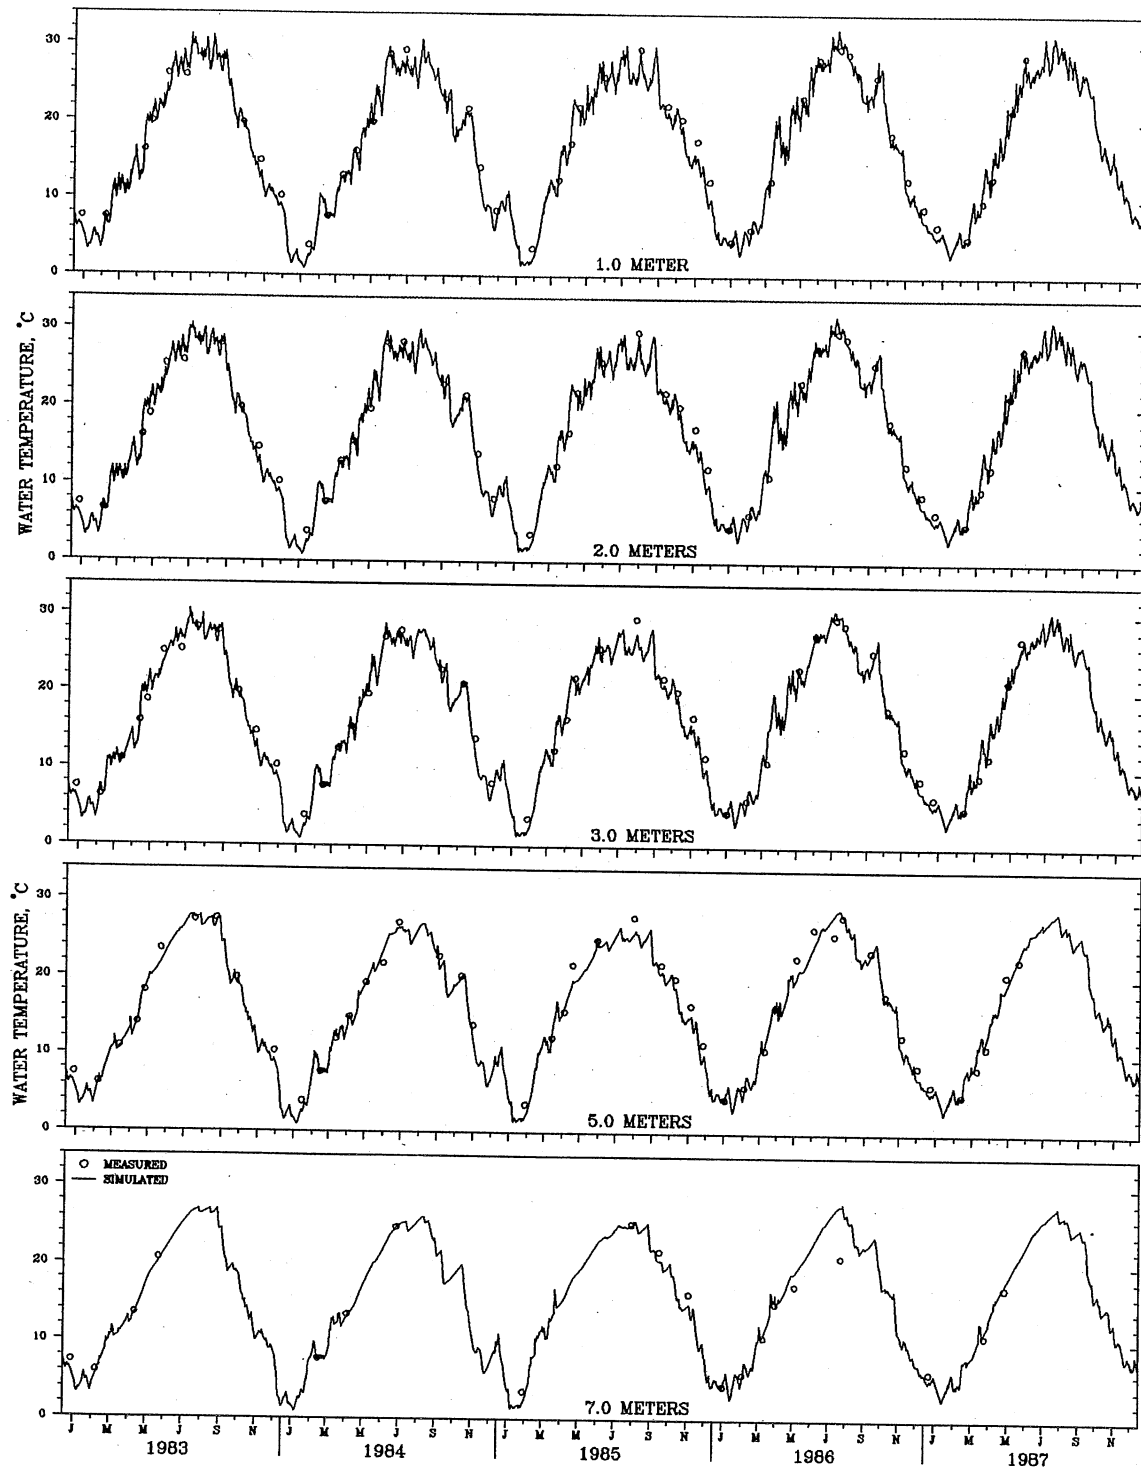 30
20
10
0
1.0 METER
30
20
10
0
2.0 METERS
WATER TEMPERATURE, °C
30
20
10
0
3.0 METERS
30
20
10
0
5.0 METERS
WATER TEMPERATURE, °C
MEASURED
SIMULATED
30
20
10
0
7.0 METERS
J M M J S N J M M J S N J M M J S N J M M J S N J M M J S N
1983 1984 1985 1986 1987